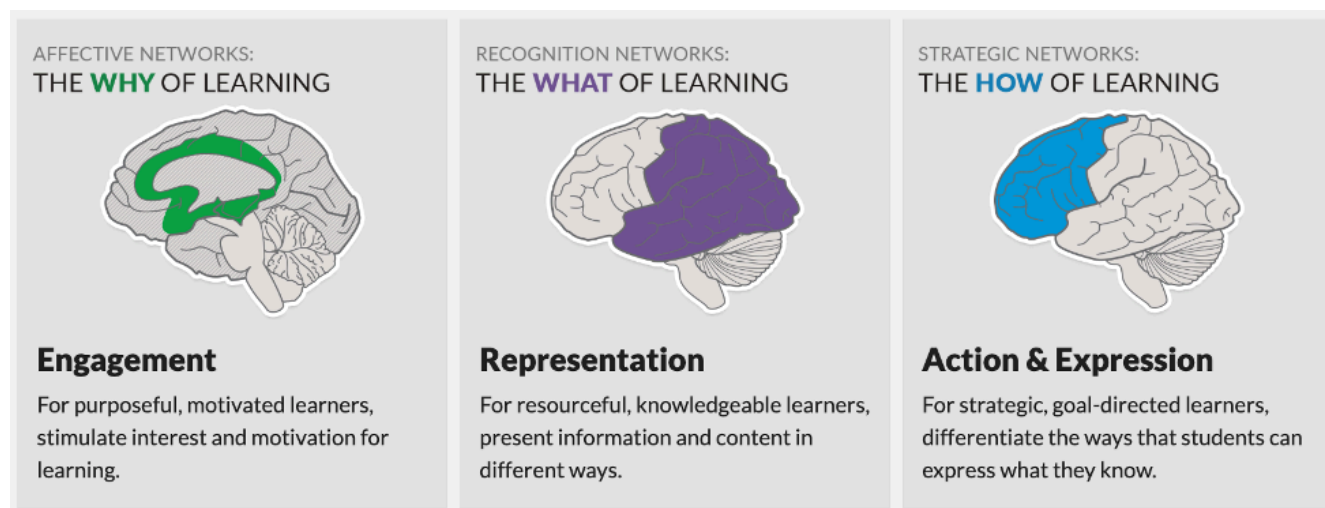 AFFECTIVE NETWORKS:
THE WHY OF LEARNING
Engagement
For purposeful, motivated learners,
stimulate interest and motivation for
learning.
RECOGNITION NETWORKS:
THE WHAT OF LEARNING
Representation
For resourceful, knowledgeable learners,
present information and content in
different ways.
STRATEGIC NETWORKS:
THE HOW OF LEARNING
Action & Expression
For strategic, goal-directed learners,
differentiate the ways that students can
express what they know.